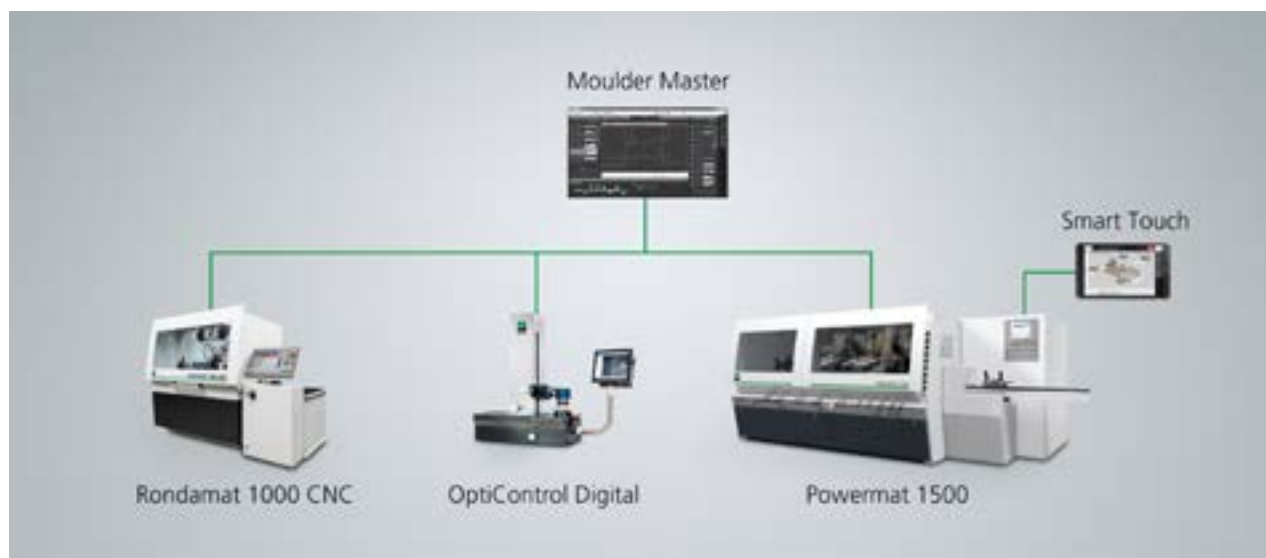 Moulder Master
Smart Touch
Rondamat 1000 CNC
OptiControl Digital
Powermat 1500